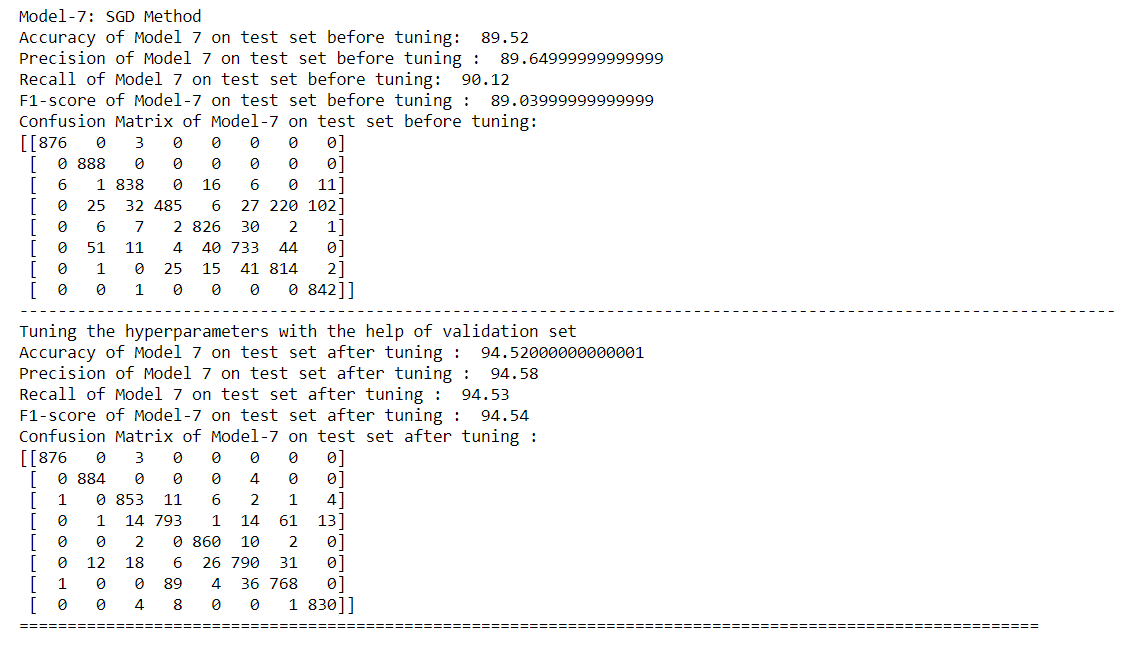 Model-7: SGD Method
Accuracy of Model 7 on test set before tuning:  89.52
Precision of Model 7 on test set before tuning :  89.64999999999999
Recall of Model 7 on test set before tuning:  90.12
F1-score of Model-7 on test set before tuning :  89.03999999999999
Confusion Matrix of Model-7 on test set before tuning:
[[876   0   3   0   0   0   0   0]
 [  0 888   0   0   0   0   0   0]
 [  6   1 838   0  16   6   0  11]
 [  0  25  32 485   6  27 220 102]
 [  0   6   7   2 826  30   2   1]
 [  0  51  11   4  40 733  44   0]
 [  0   1   0  25  15  41 814   2]
 [  0   0   1   0   0   0   0 842]]
------------------------------------------------------------------------------------------------------------------
Tuning the hyperparameters with the help of validation set
Accuracy of Model 7 on test set after tuning :  94.52000000000001
Precision of Model 7 on test set after tuning :  94.58
Recall of Model 7 on test set after tuning :  94.53
F1-score of Model-7 on test set after tuning :  94.54
Confusion Matrix of Model-7 on test set after tuning :
[[876   0   3   0   0   0   0   0]
 [  0 884   0   0   0   4   0   0]
 [  1   0 853  11   6   2   1   4]
 [  0   1  14 793   1  14  61  13]
 [  0   0   2   0 860  10   2   0]
 [  0  12  18   6  26 790  31   0]
 [  1   0   0  89   4  36 768   0]
 [  0   0   4   8   0   0   1 830]]
==========================================================================================================